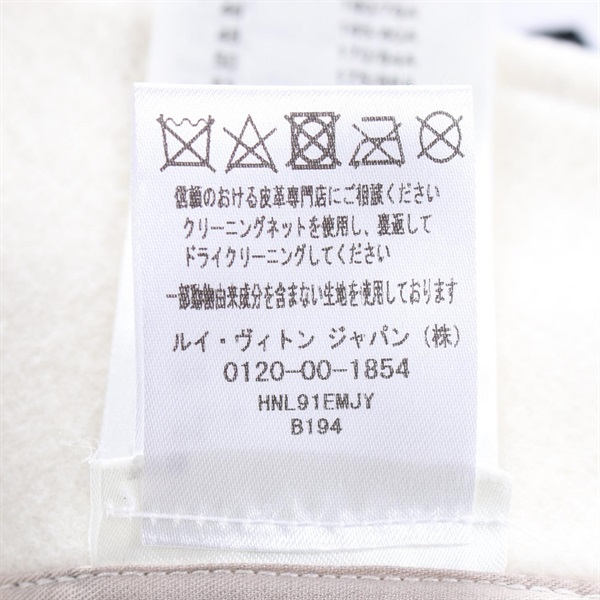 信頼のおける皮革専門店にご相談ください
クリーニングネットを使用し、裏返して
ドライクリーニングしてください
一部動物由来成分を含まない生地を使用しております
ルイ・ヴィトン ジャパン(株)
0120-00-1854
HNL91EMJY
B194